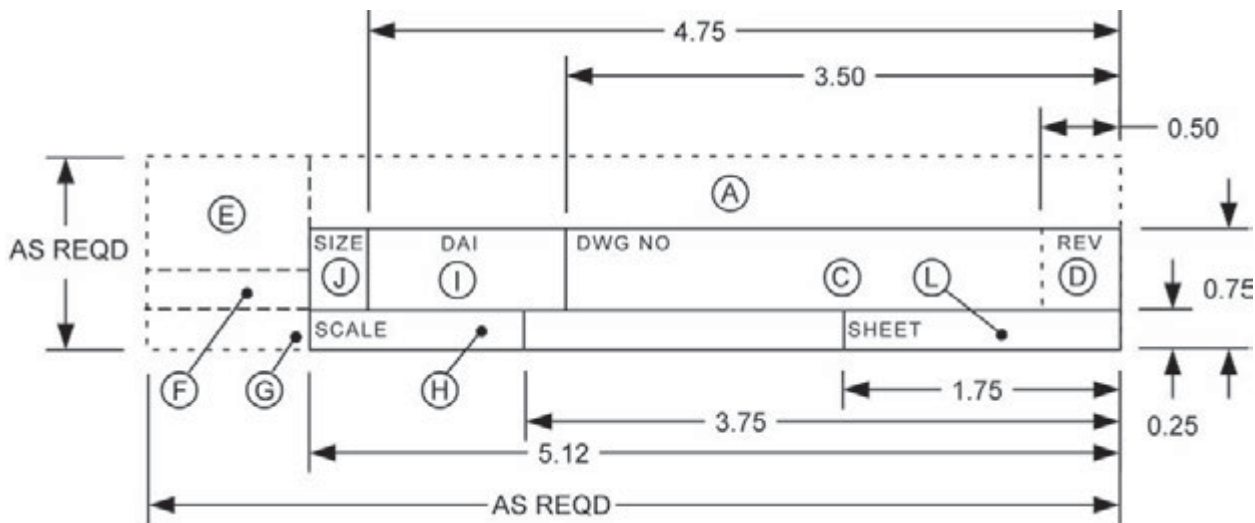 4.75
3.50
0.50
A
E
AS REQD
SIZE DAI DWG NO REV
J I C L D
0.75
SCALE SHEET
F G H
1.75
0.25
3.75
5.12
AS REQD